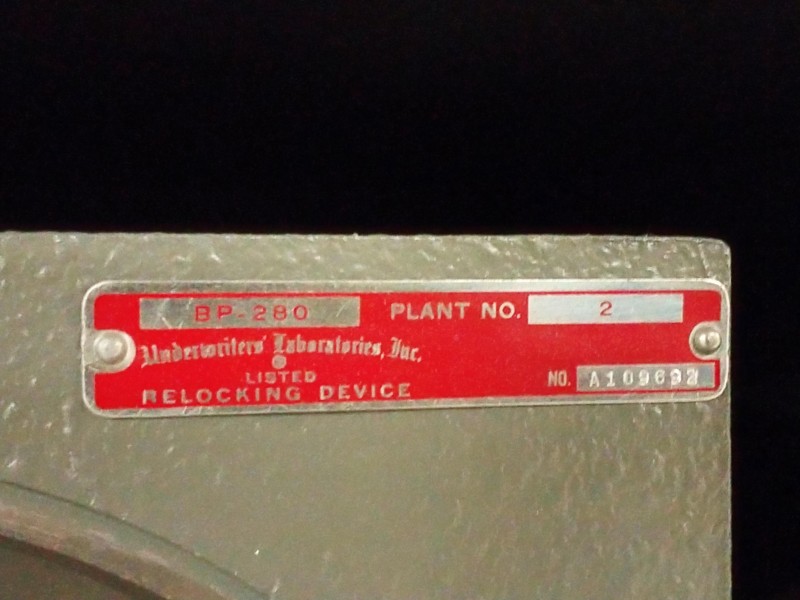 BP-280 PLANT NO. 2
Underwriters' Laboratories, Inc.
LISTED
RELOCKING DEVICE
NO. A109692